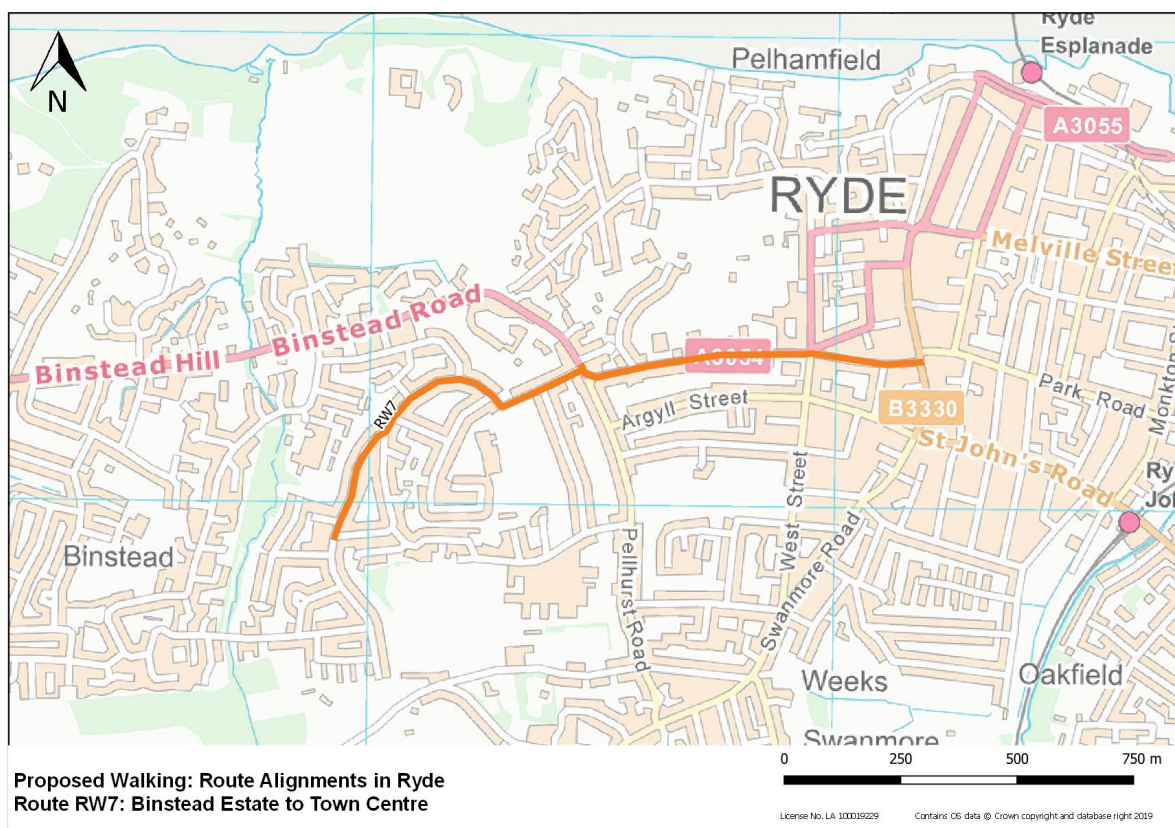 Ryde
Esplanade
Pelhamfield
N
A3055
RYDE
Melville Street
Binstead Road
Binstead Hill
A3054
Park Road
RW7
Argyll Street
B3330
St John's Road
West Street
Swanmore Road
Pellhurst Road
Binstead
Weeks
Oakfield
Swanmore
Proposed Walking: Route Alignments in Ryde
Route RW7: Binstead Estate to Town Centre
0 250 500 750 m
License No. LA 100019229 Contains OS data @ Crown copyright and database right 2019